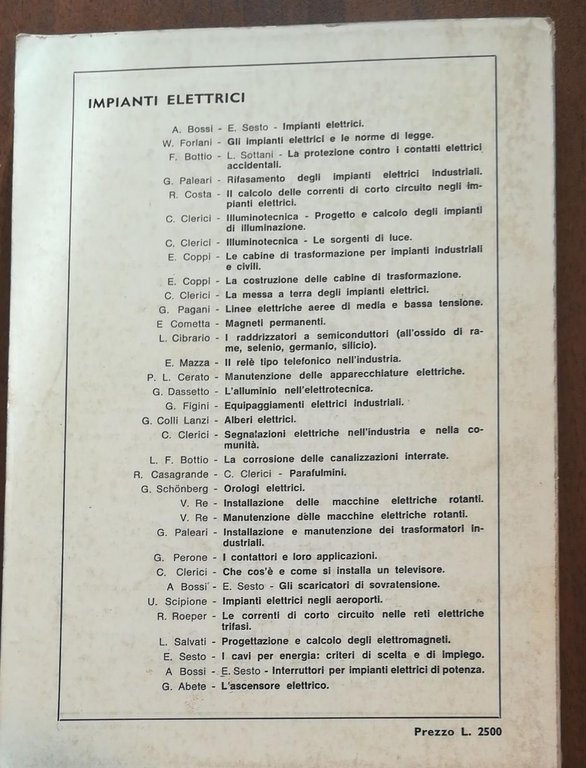 IMPIANTI ELETTRICI
A. Bossi - E. Sesto - Impianti elettrici.
W. Forlani - Gli impianti elettrici e le norme di legge.
F. Bottio - L. Sottani - La protezione contro i contatti elettrici
accidentali.
G. Paleari - Rifasamento degli impianti elettrici industriali.
R. Costa - Il calcolo delle correnti di corto circuito negli im-
pianti elettrici.
C. Clerici - Illuminotecnica - Progetto e calcolo degli impianti
di illuminazione.
C. Clerici - Illuminotecnica - Le sorgenti di luce.
E. Coppi - Le cabine di trasformazione per impianti industriali
e civili.
E. Coppi - La costruzione delle cabine di trasformazione.
C. Clerici - La messa a terra degli impianti elettrici.
G. Pagani - Linee elettriche aeree di media e bassa tensione.
E Cometta - Magneti permanenti.
L. Cibrario - I raddrizzatori a semiconduttori (all'ossido di ra-
me, selenio, germanio, silicio).
E. Mazza - Il relè tipo telefonico nell'industria.
P. L. Cerato - Manutenzione delle apparecchiature elettriche.
G. Dassetto - L'alluminio nell'elettrotecnica.
G. Figini - Equipaggiamenti elettrici industriali.
G. Colli Lanzi - Alberi elettrici.
C. Clerici - Segnalazioni elettriche nell'industria e nella co-
munità.
L. F. Bottio - La corrosione delle canalizzazioni interrate.
R. Casagrande - C. Clerici - Parafulmini.
G. Schönberg - Orologi elettrici.
V. Re - Installazione delle macchine elettriche rotanti.
V. Re - Manutenzione delle macchine elettriche rotanti.
G. Paleari - Installazione e manutenzione dei trasformatori in-
dustriali.
G. Perone - I contattori e loro applicazioni.
C. Clerici - Che cos'è e come si installa un televisore.
A Bossi - E. Sesto - Gli scaricatori di sovratensione.
U. Scipione - Impianti elettrici negli aeroporti.
R. Roeper - Le correnti di corto circuito nelle reti elettriche
trifasi.
L. Salvati - Progettazione e calcolo degli elettromagneti.
E. Sesto - I cavi per energia: criteri di scelta e di impiego.
A Bossi - E. Sesto - Interruttori per impianti elettrici di potenza.
G. Abete - L'ascensore elettrico.
Prezzo L. 2500